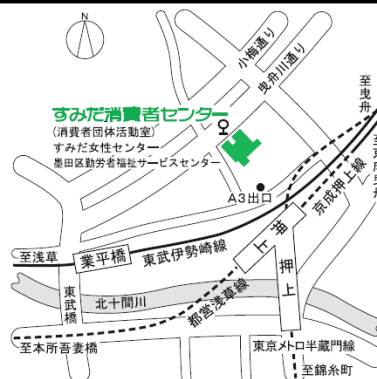 N
小梅通り
曳舟川通り
すみだ消費者センター
(消費者団体活動室)
すみだ女性センター
墨田区勤労者福祉サービスセンター
至曳舟
京成押上線
A3出口
押上
業平橋
東武伊勢崎線
至浅草
東武橋
北十間川
都営浅草線
押上
至本所吾妻橋
東京メトロ半蔵門線
至錦糸町